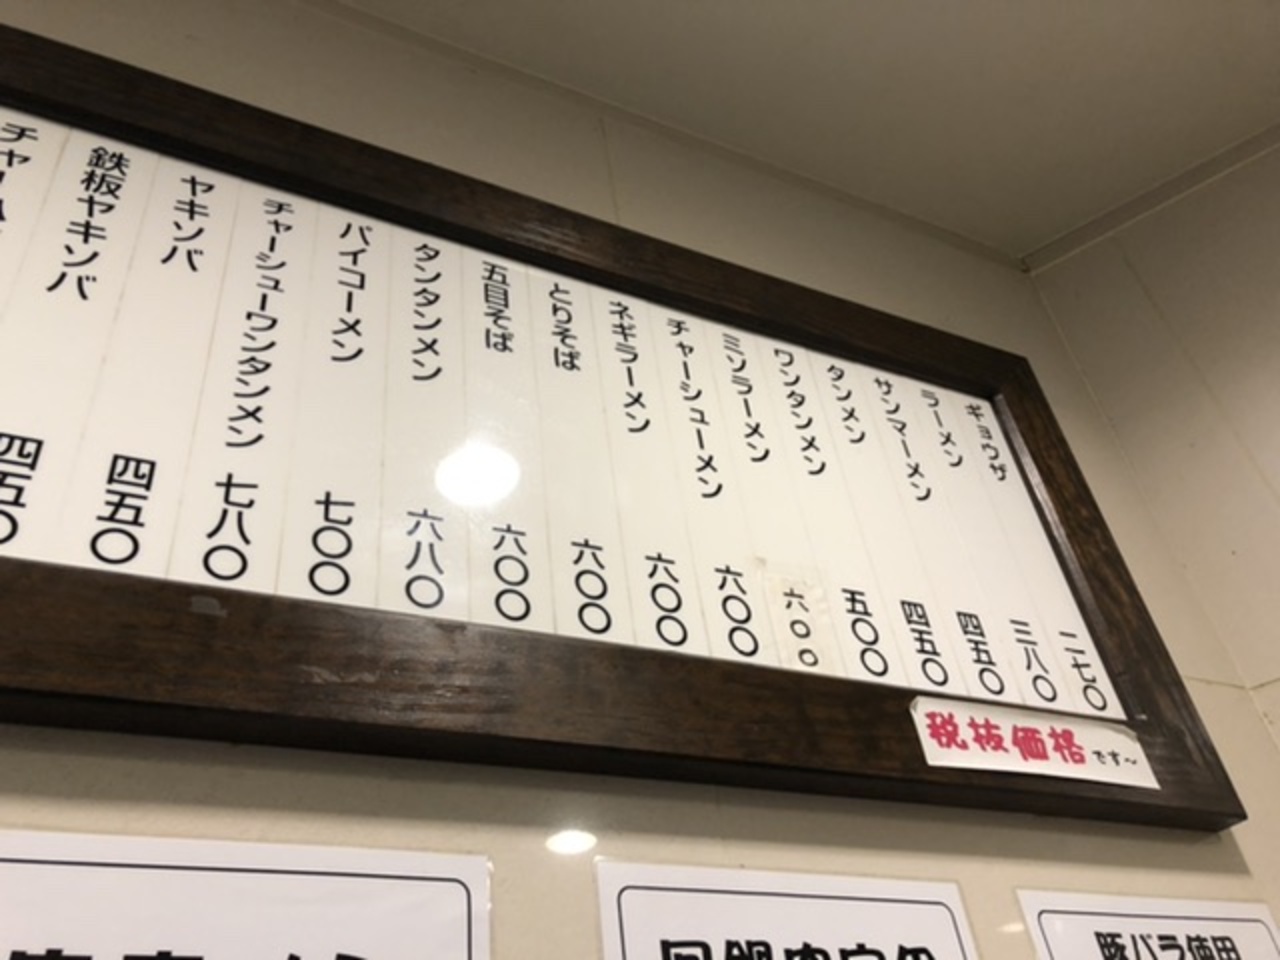 ギョウザ 二七〇
ラーメン 三八〇
サンマーメン 四五〇
タンメン 四五〇
ワンタンメン 五〇〇
ミソラーメン 六〇〇
チャーシューメン 六〇〇
ネギラーメン 六〇〇
とりそば 六〇〇
五目そば 六〇〇
タンタンメン 六八〇
パイコーメン 七〇〇
チャーシューワンタンメン 七八〇
ヤキソバ 四五〇
鉄板ヤキソバ 四五〇
税抜価格です〜
豚バラ使用